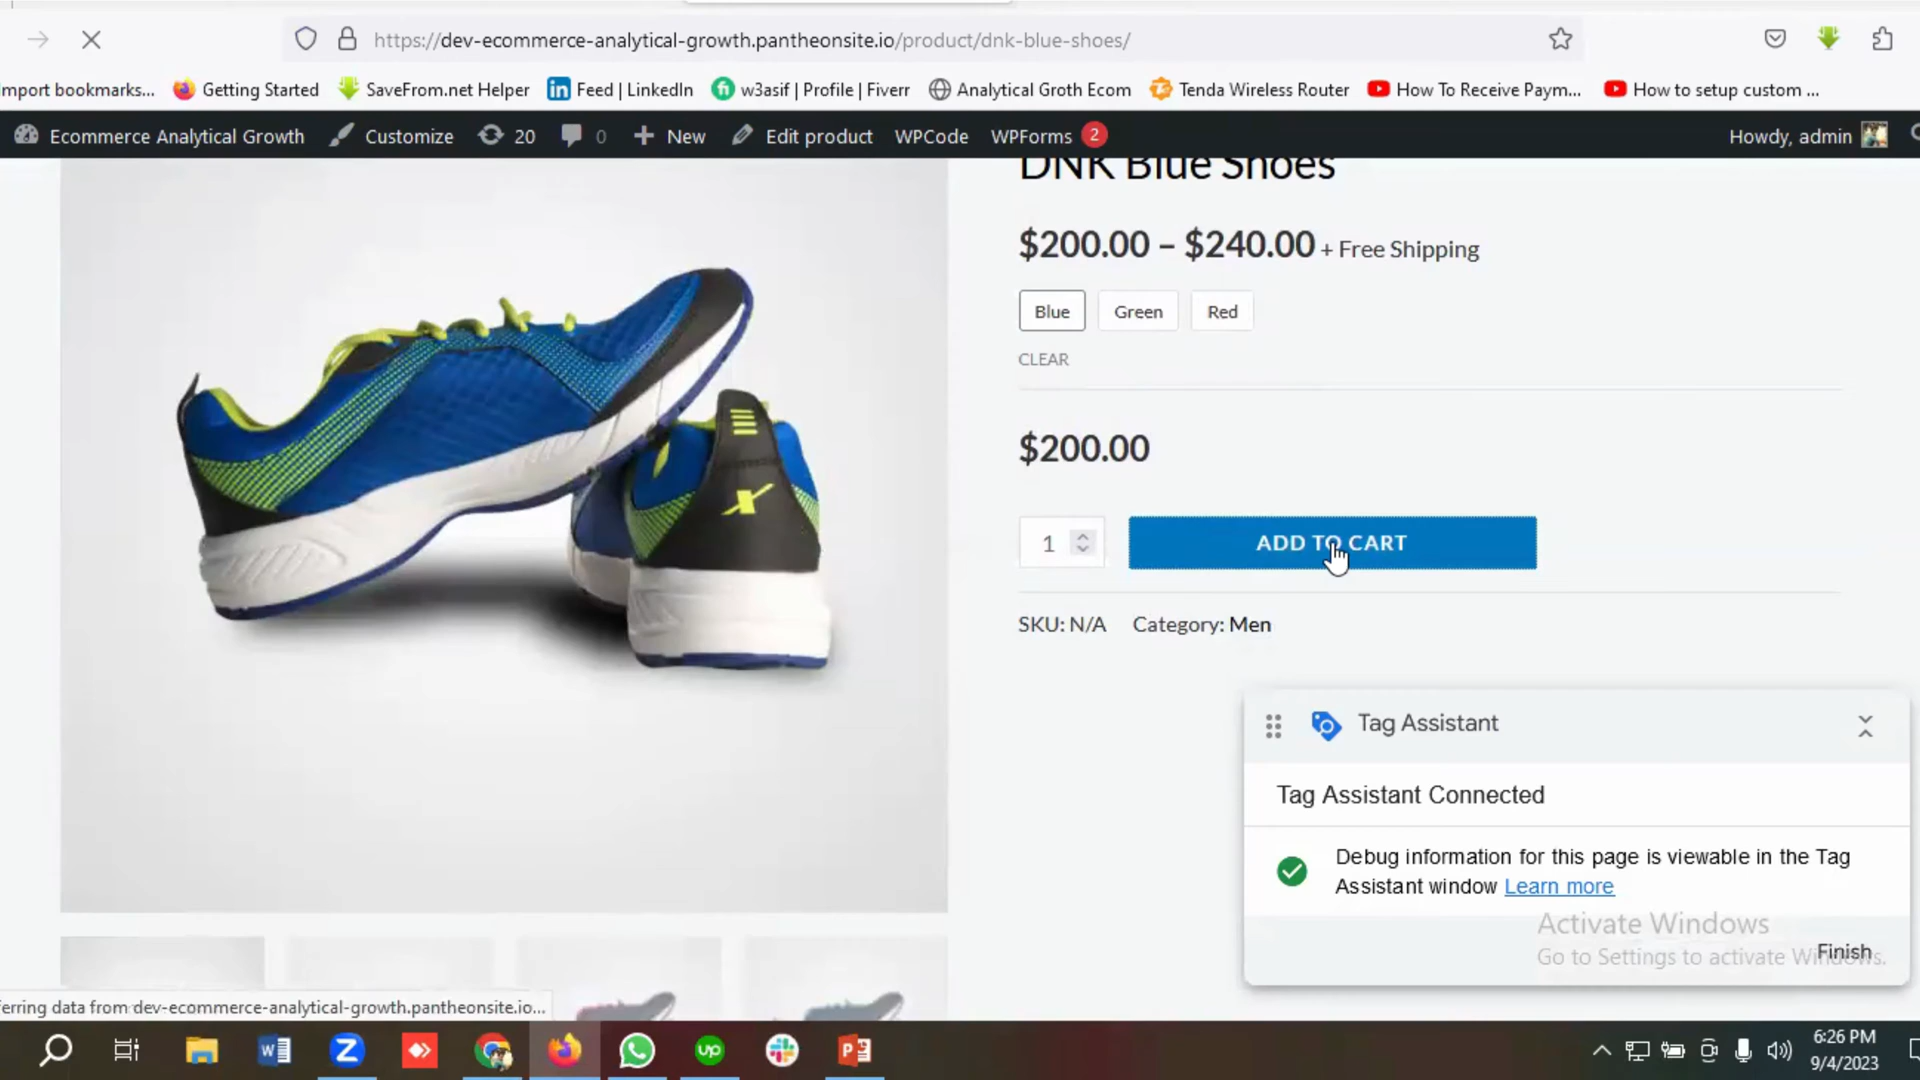 https://dev-ecommerce-analytical-growth.pantheonsite.io/product/dnk-blue-shoes/
mport bookmarks... Getting Started SaveFrom.net Helper Feed | LinkedIn w3asif | Profile | Fiverr Analytical Groth Ecom Tenda Wireless Router How To Receive Paym... How to setup custom ...
Ecommerce Analytical Growth Customize 20 0 New Edit product WPCode WPForms 2 Howdy, admin
DNK Blue Shoes
$200.00 – $240.00 + Free Shipping
Blue Green Red
CLEAR
$200.00
1 ADD TO CART
SKU: N/A Category: Men
Tag Assistant
Tag Assistant Connected
Debug information for this page is viewable in the Tag
Assistant window Learn more
Activate Windows
Go to Settings to activate Windows.
Finish
ferring data from dev-ecommerce-analytical-growth.pantheonsite.io...
6:26 PM
9/4/2023